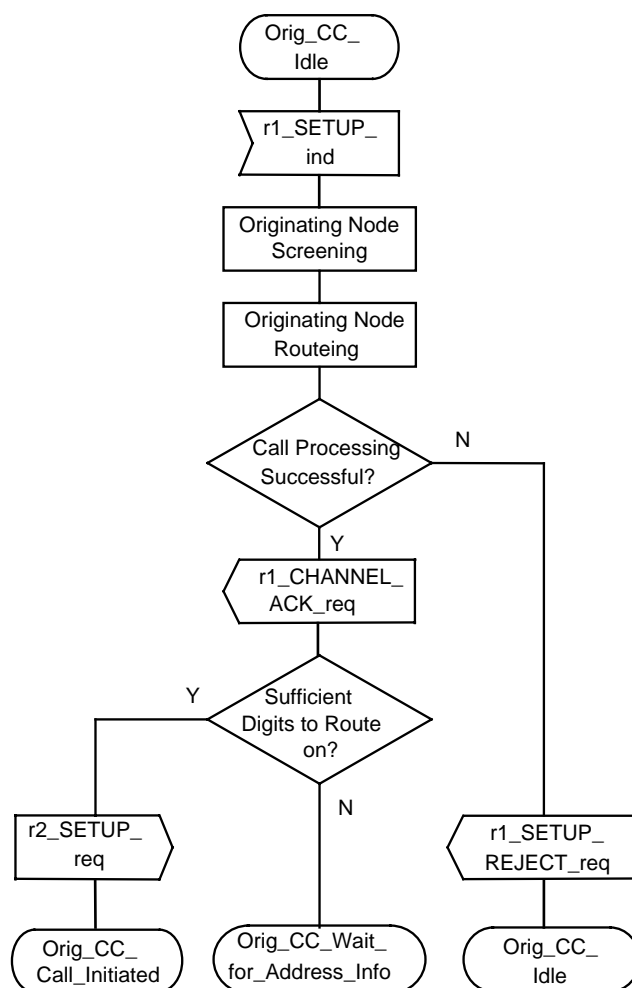 Orig_CC_
Idle
r1_SETUP_
ind
Originating Node
Screening
Originating Node
Routeing
Call Processing
Successful?
N
Y
r1_CHANNEL_
ACK_req
Y
Sufficient
Digits to Route
on?
N
r2_SETUP_
req
r1_SETUP_
REJECT_req
Orig_CC_
Call_Initiated
Orig_CC_Wait_
for_Address_Info
Orig_CC_
Idle